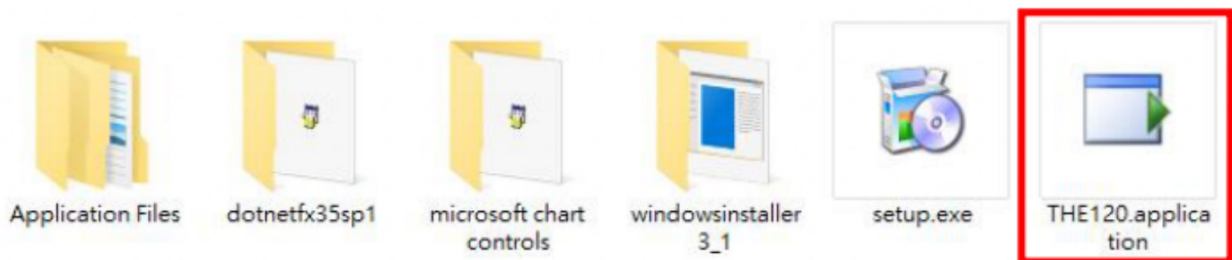 Application Files
dotnetfx35sp1
microsoft chart
controls
windowsinstaller
3_1
setup.exe
THE120.applica
tion